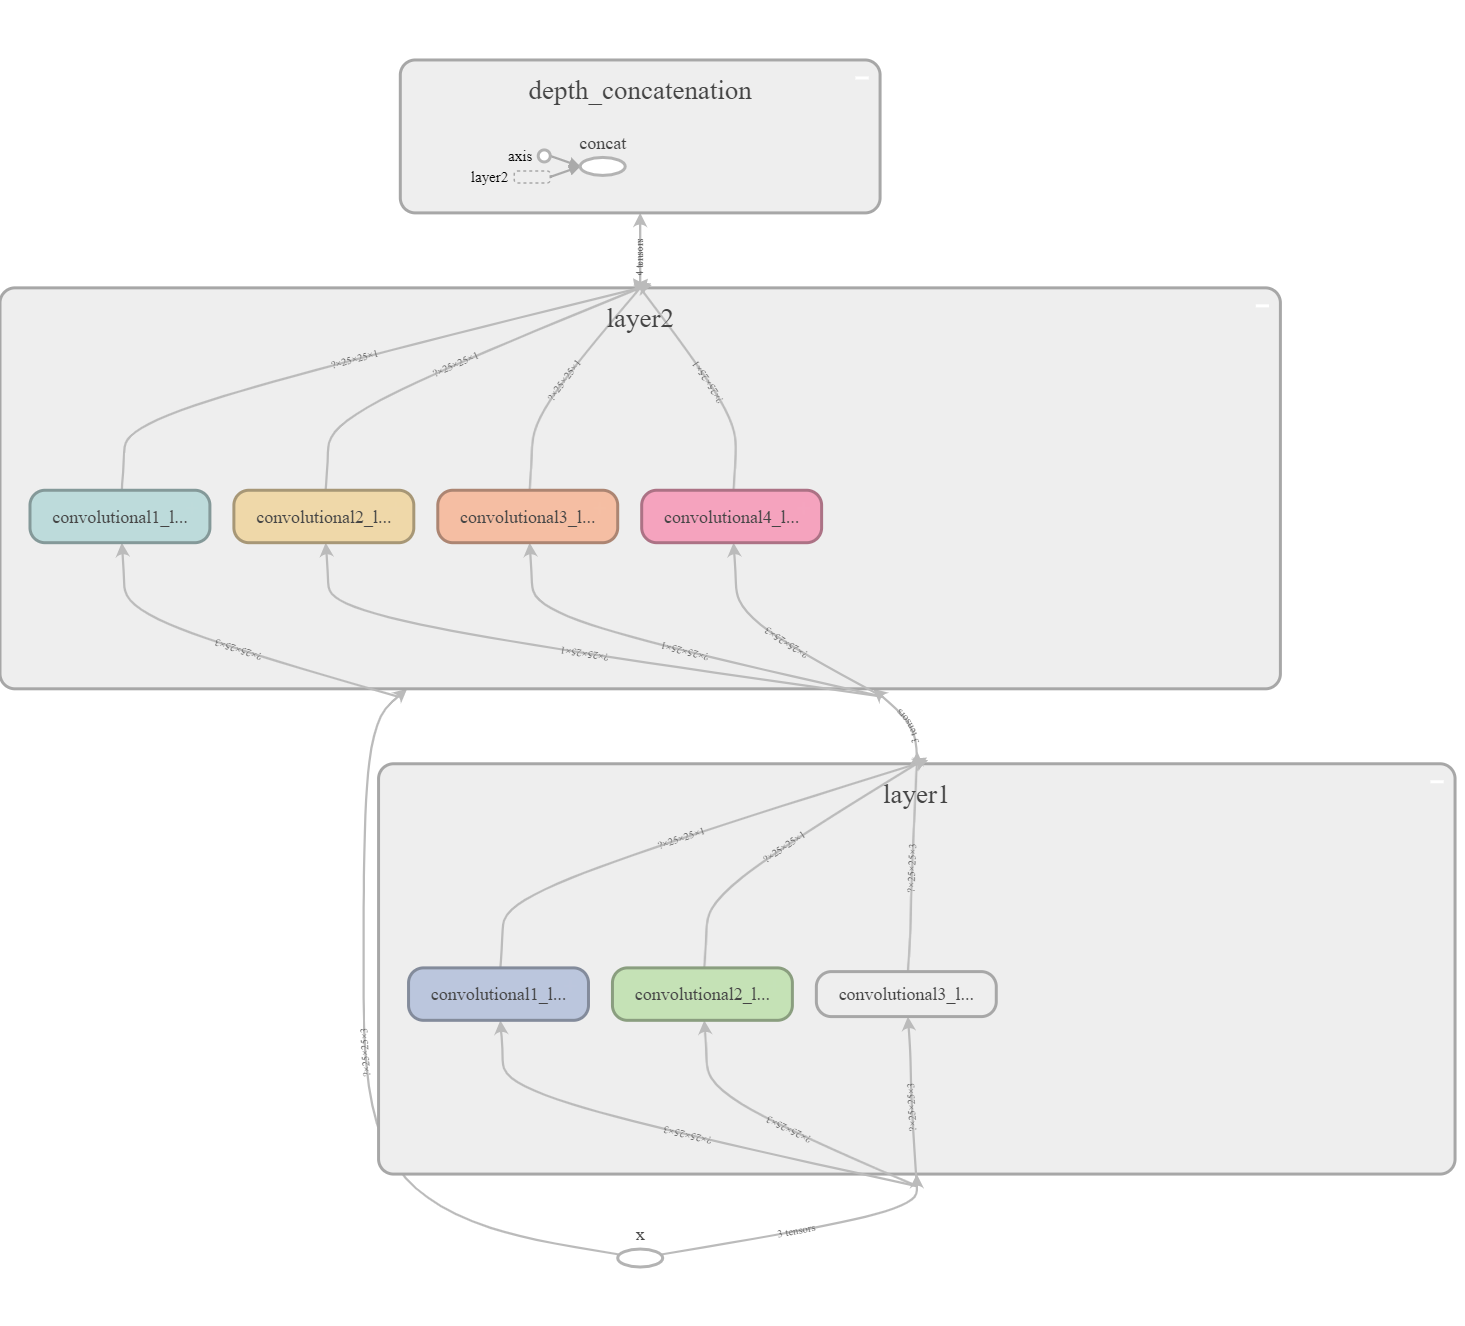 depth_concatenation
concat
axis
layer2
4 tensors
layer2
?×25×25×1
?×25×25×1
?×25×25×1
?×25×25×1
convolutional1_l...
convolutional2_l...
convolutional3_l...
convolutional4_l...
?×25×25×3
?×25×25×1
?×25×25×1
?×25×25×3
3 tensors
layer1
?×25×25×1
?×25×25×1
?×25×25×3
convolutional1_l...
convolutional2_l...
convolutional3_l...
?×25×25×3
?×25×25×3
?×25×25×3
?×25×25×3
x
3 tensors